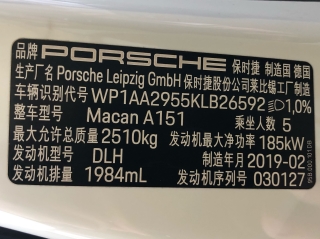 品牌 PORSCHE 保时捷 制造国 德国
生产厂名 Porsche Leipzig GmbH 保时捷股份公司莱比锡工厂制造
车辆识别代号 WP1AA2955KLB26592 1,0%
整车型号 Macan A151 乘坐人数 5
最大允许总质量 2510kg 发动机最大净功率 185kW
发动机型号 DLH 制造年月 2019-02
发动机排量 1984mL 发动机序列号 030127